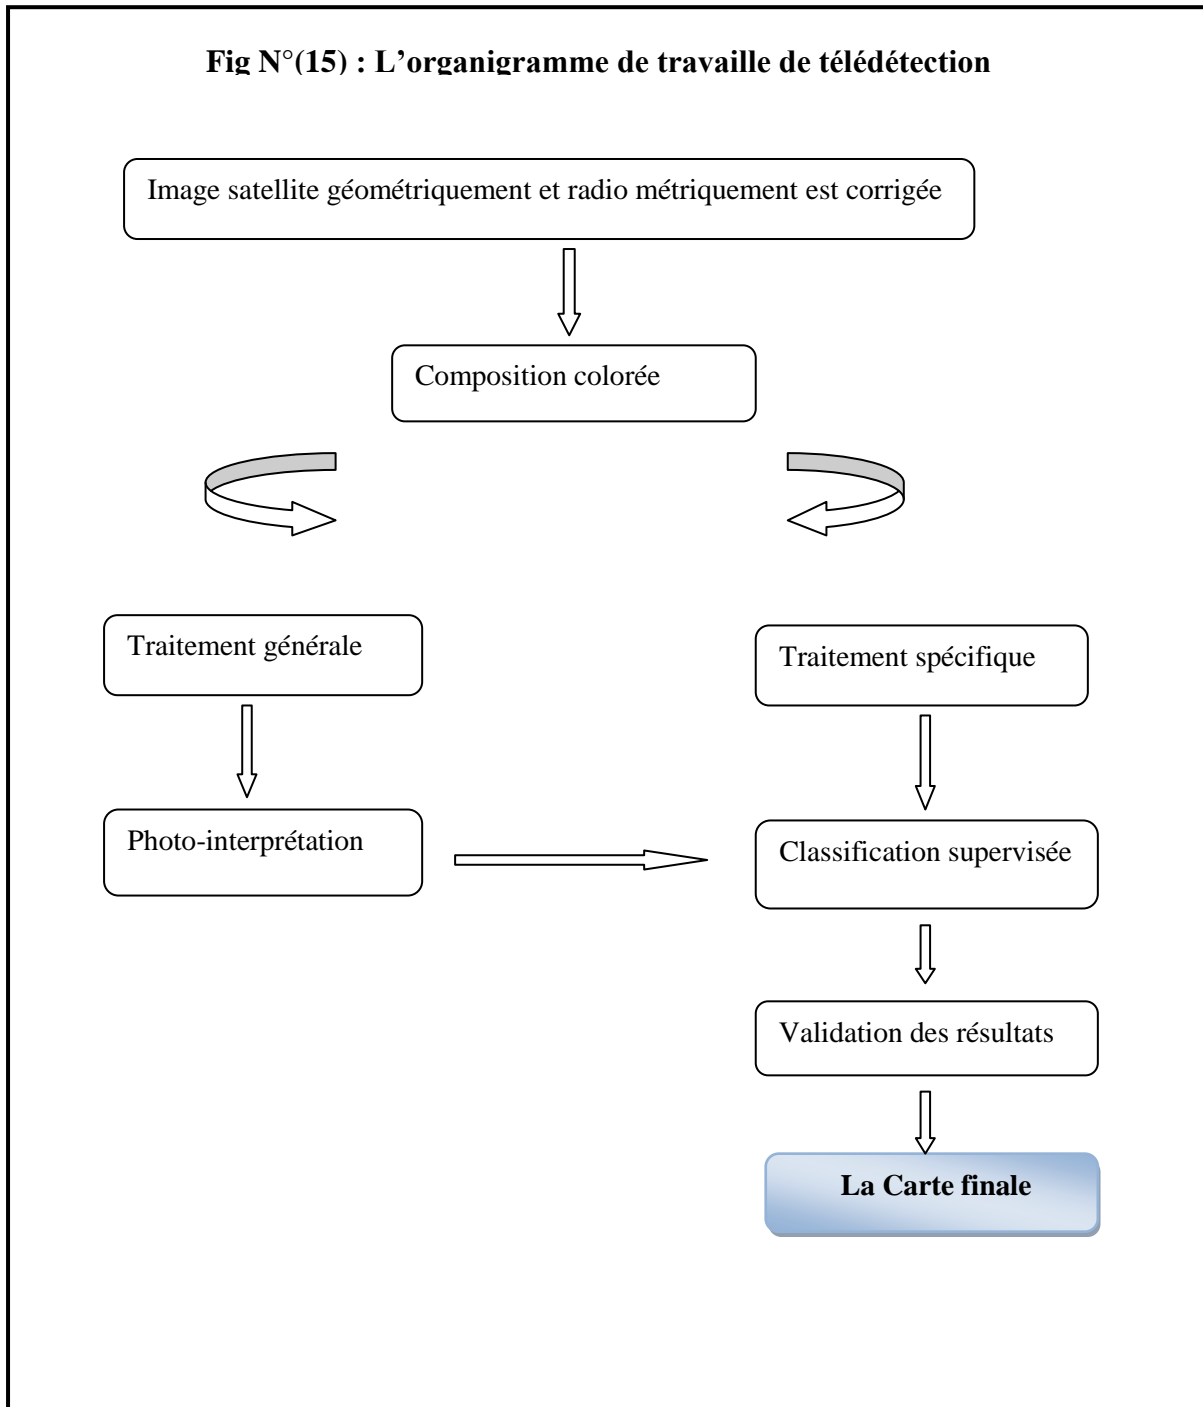 Fig N°(15) : L'organigramme de travaille de télédétection
Image satellite géométriquement et radio métriquement est corrigée
Composition colorée
Traitement générale
Traitement spécifique
Photo-interprétation
Classification supervisée
Validation des résultats
La Carte finale